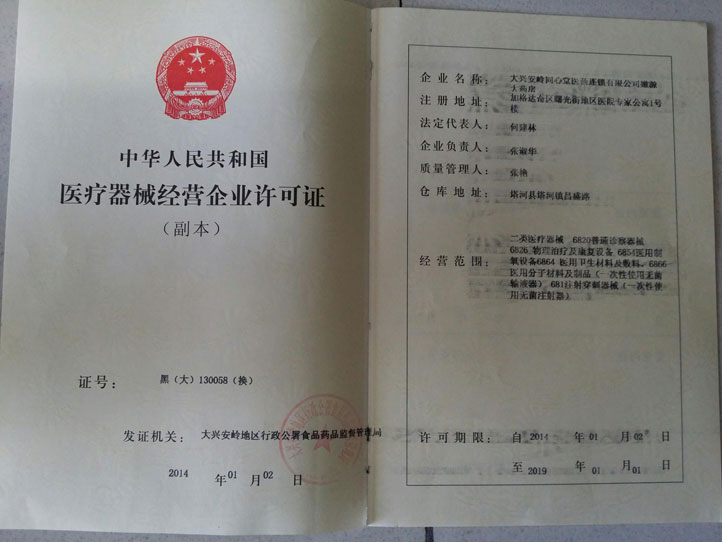 中华人民共和国
医疗器械经营企业许可证
（副本）
证号： 黑（大）130058（换）
发证机关： 大兴安岭地区行政公署食品药品监督管理局
2014 年01 月02 日
企业名称： 大兴安岭同心堂医药连锁有限公司
大药房
注册地址： 加格达奇区曙光街地区医院专家公寓1号
楼
法定代表人： 何建林
企业负责人： 张淑华
质量管理人： 张艳
仓库地址： 塔河县塔河镇昌盛路
经营范围： 二类医疗器械 6820普通诊察器械
6826 物理治疗及康复设备 6854医用制
氧设备6864 医用卫生材料及敷料、6866
医用分子材料及制品（一次性使用无菌
输液器） 681注射穿刺器械（一次性使
用无菌注射器）
许可期限： 自 2014 年 01 月 02 日
至 2019 年 01 月 01 日